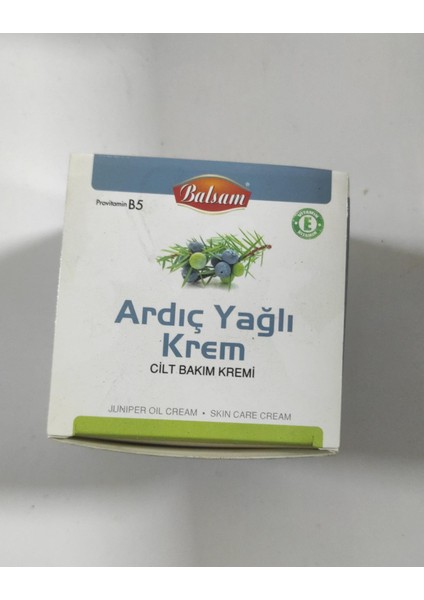 Balsam
Provitamin B5
E
Ardıç Yağlı
Krem
CİLT BAKIM KREMİ
JUNIPER OIL CREAM • SKIN CARE CREAM